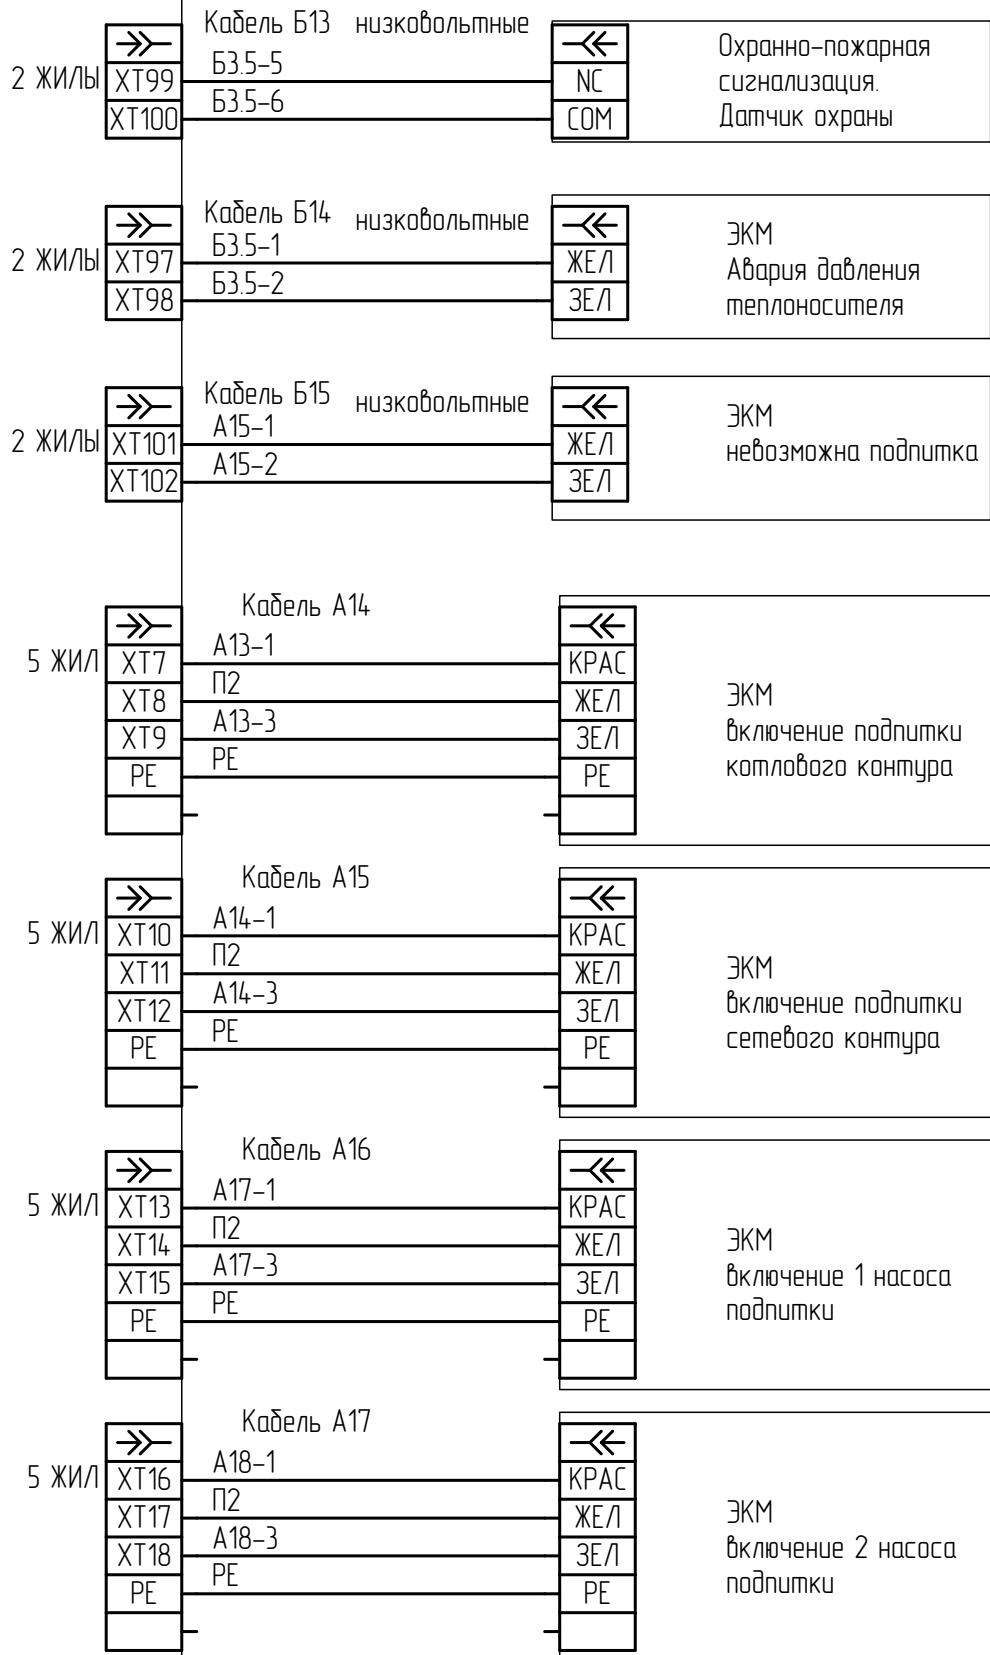 Кабель Б13 низковольтные
2 ЖИЛЫ
XT99 Б3.5-5 NC
XT100 Б3.5-6 COM
Охранно-пожарная
сигнализация.
Датчик охраны
Кабель Б14 низковольтные
2 ЖИЛЫ
XT97 Б3.5-1 ЖЕЛ
XT98 Б3.5-2 ЗЕЛ
ЭКМ
Авария давления
теплоносителя
Кабель Б15 низковольтные
2 ЖИЛЫ
XT101 А15-1 ЖЕЛ
XT102 А15-2 ЗЕЛ
ЭКМ
невозможна подпитка
Кабель А14
5 ЖИЛ
XT7 А13-1 КРАС
XT8 П2 ЖЕЛ
XT9 А13-3 ЗЕЛ
PE PE PE
ЭКМ
включение подпитки
котлового контура
Кабель А15
5 ЖИЛ
XT10 А14-1 КРАС
XT11 П2 ЖЕЛ
XT12 А14-3 ЗЕЛ
PE PE PE
ЭКМ
включение подпитки
сетевого контура
Кабель А16
5 ЖИЛ
XT13 А17-1 КРАС
XT14 П2 ЖЕЛ
XT15 А17-3 ЗЕЛ
PE PE PE
ЭКМ
включение 1 насоса
подпитки
Кабель А17
5 ЖИЛ
XT16 А18-1 КРАС
XT17 П2 ЖЕЛ
XT18 А18-3 ЗЕЛ
PE PE PE
ЭКМ
включение 2 насоса
подпитки